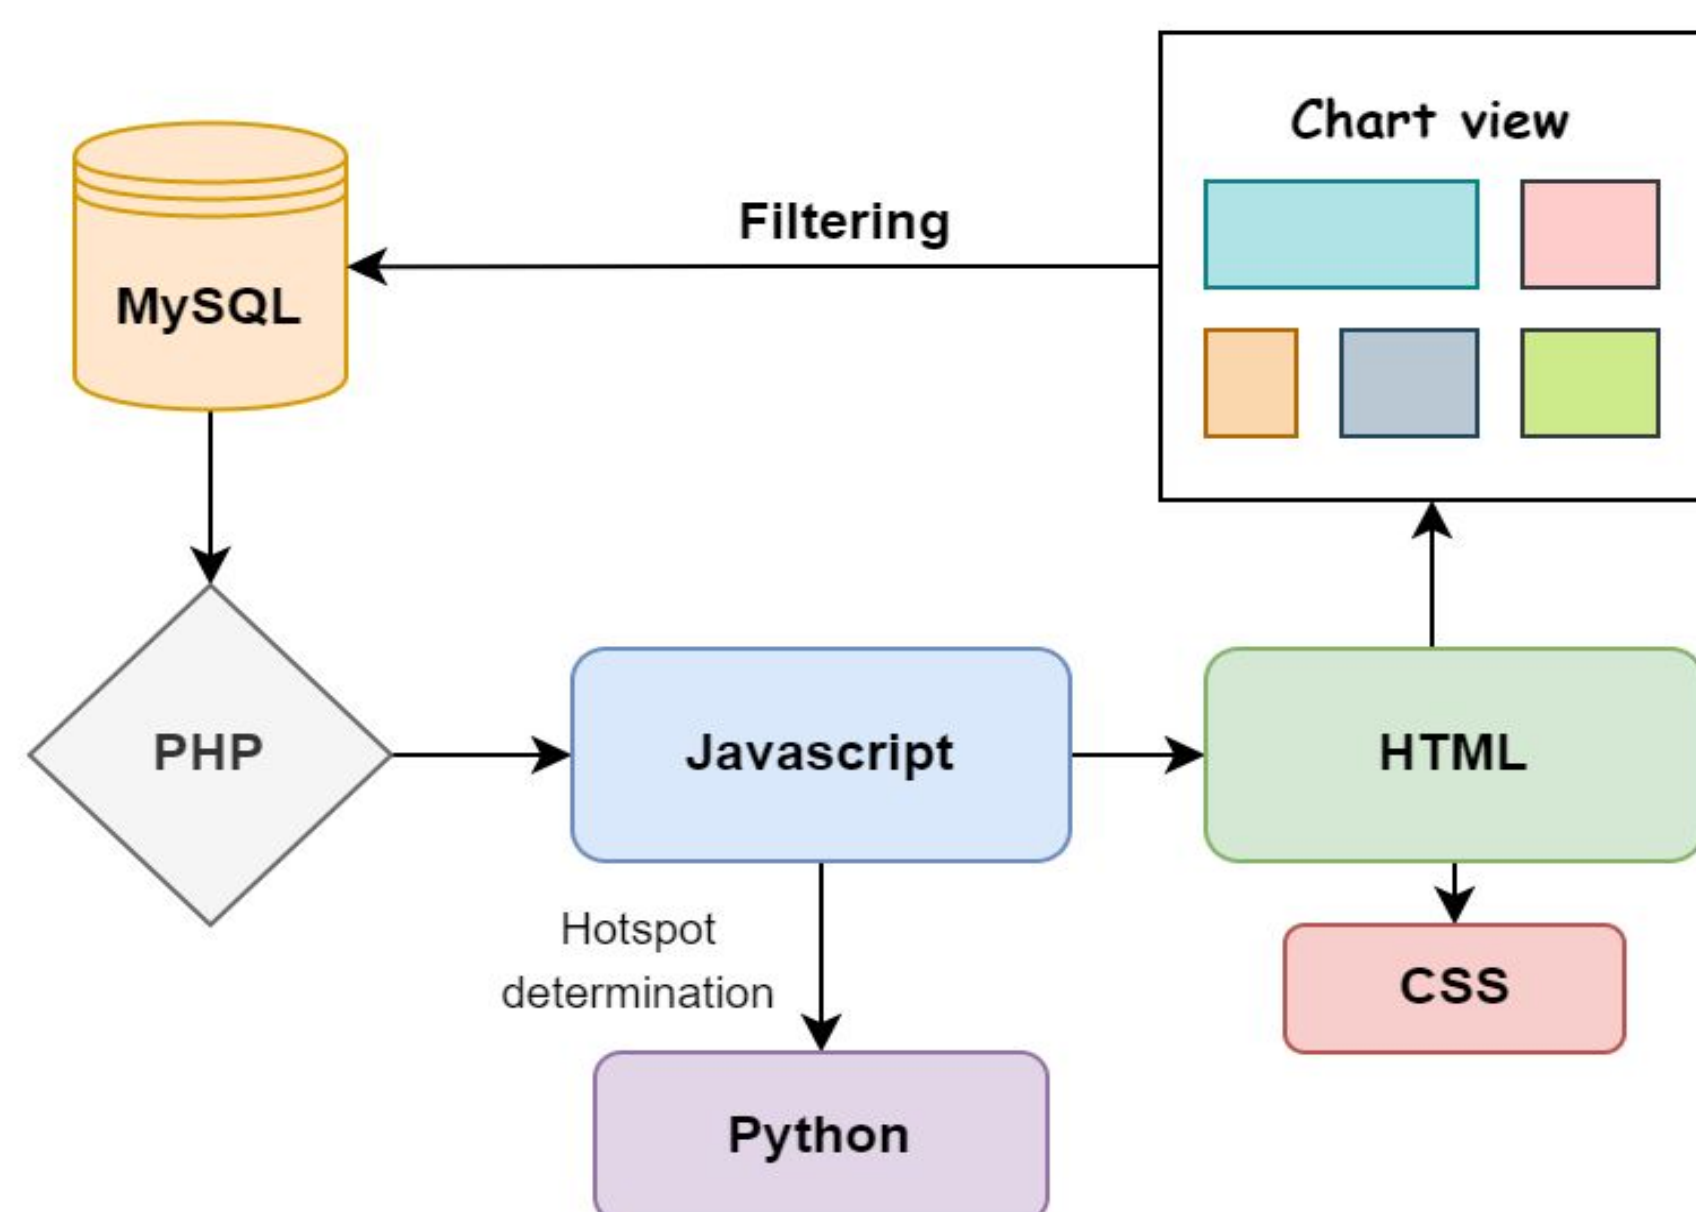 Chart view
Filtering
MySQL
PHP
Javascript
HTML
Hotspot
determination
CSS
Python